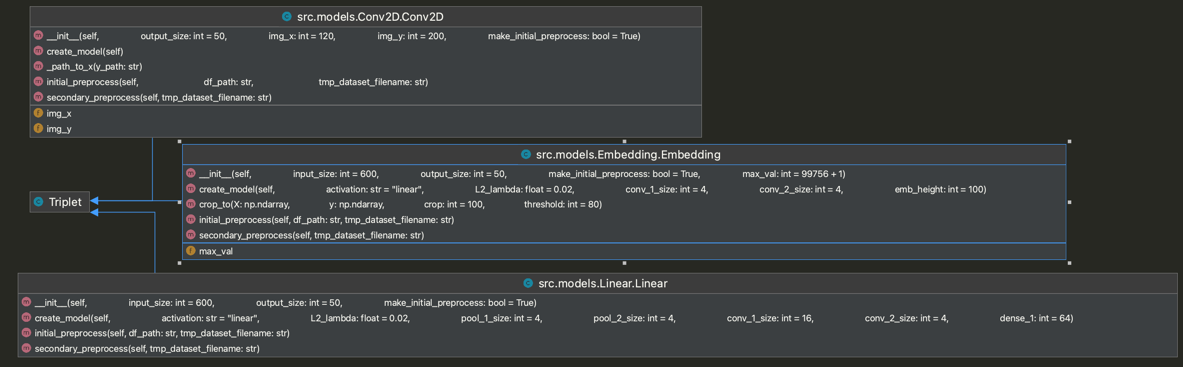 src.models.Conv2D.Conv2D
__init__(self, output_size: int = 50, img_x: int = 120, img_y: int = 200, make_initial_preprocess: bool = True)
create_model(self)
_path_to_x(y_path: str)
initial_preprocess(self, df_path: str, tmp_dataset_filename: str)
secondary_preprocess(self, tmp_dataset_filename: str)
img_x
img_y
src.models.Embedding.Embedding
__init__(self, input_size: int = 600, output_size: int = 50, make_initial_preprocess: bool = True, max_val: int = 99756 + 1)
create_model(self, activation: str = "linear", L2_lambda: float = 0.02, conv_1_size: int = 4, conv_2_size: int = 4, emb_height: int = 100)
crop_to(X: np.ndarray, y: np.ndarray, crop: int = 100, threshold: int = 80)
initial_preprocess(self, df_path: str, tmp_dataset_filename: str)
secondary_preprocess(self, tmp_dataset_filename: str)
max_val
Triplet
src.models.Linear.Linear
__init__(self, input_size: int = 600, output_size: int = 50, make_initial_preprocess: bool = True)
create_model(self, activation: str = "linear", L2_lambda: float = 0.02, pool_1_size: int = 4, pool_2_size: int = 4, conv_1_size: int = 16, conv_2_size: int = 4, dense_1: int = 64)
initial_preprocess(self, df_path: str, tmp_dataset_filename: str)
secondary_preprocess(self, tmp_dataset_filename: str)